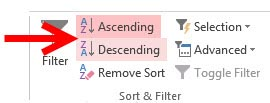 Filter
A
Z
Ascending
Z
A
Descending
A
Z
Remove Sort
Selection
Advanced
Toggle Filter
Sort & Filter